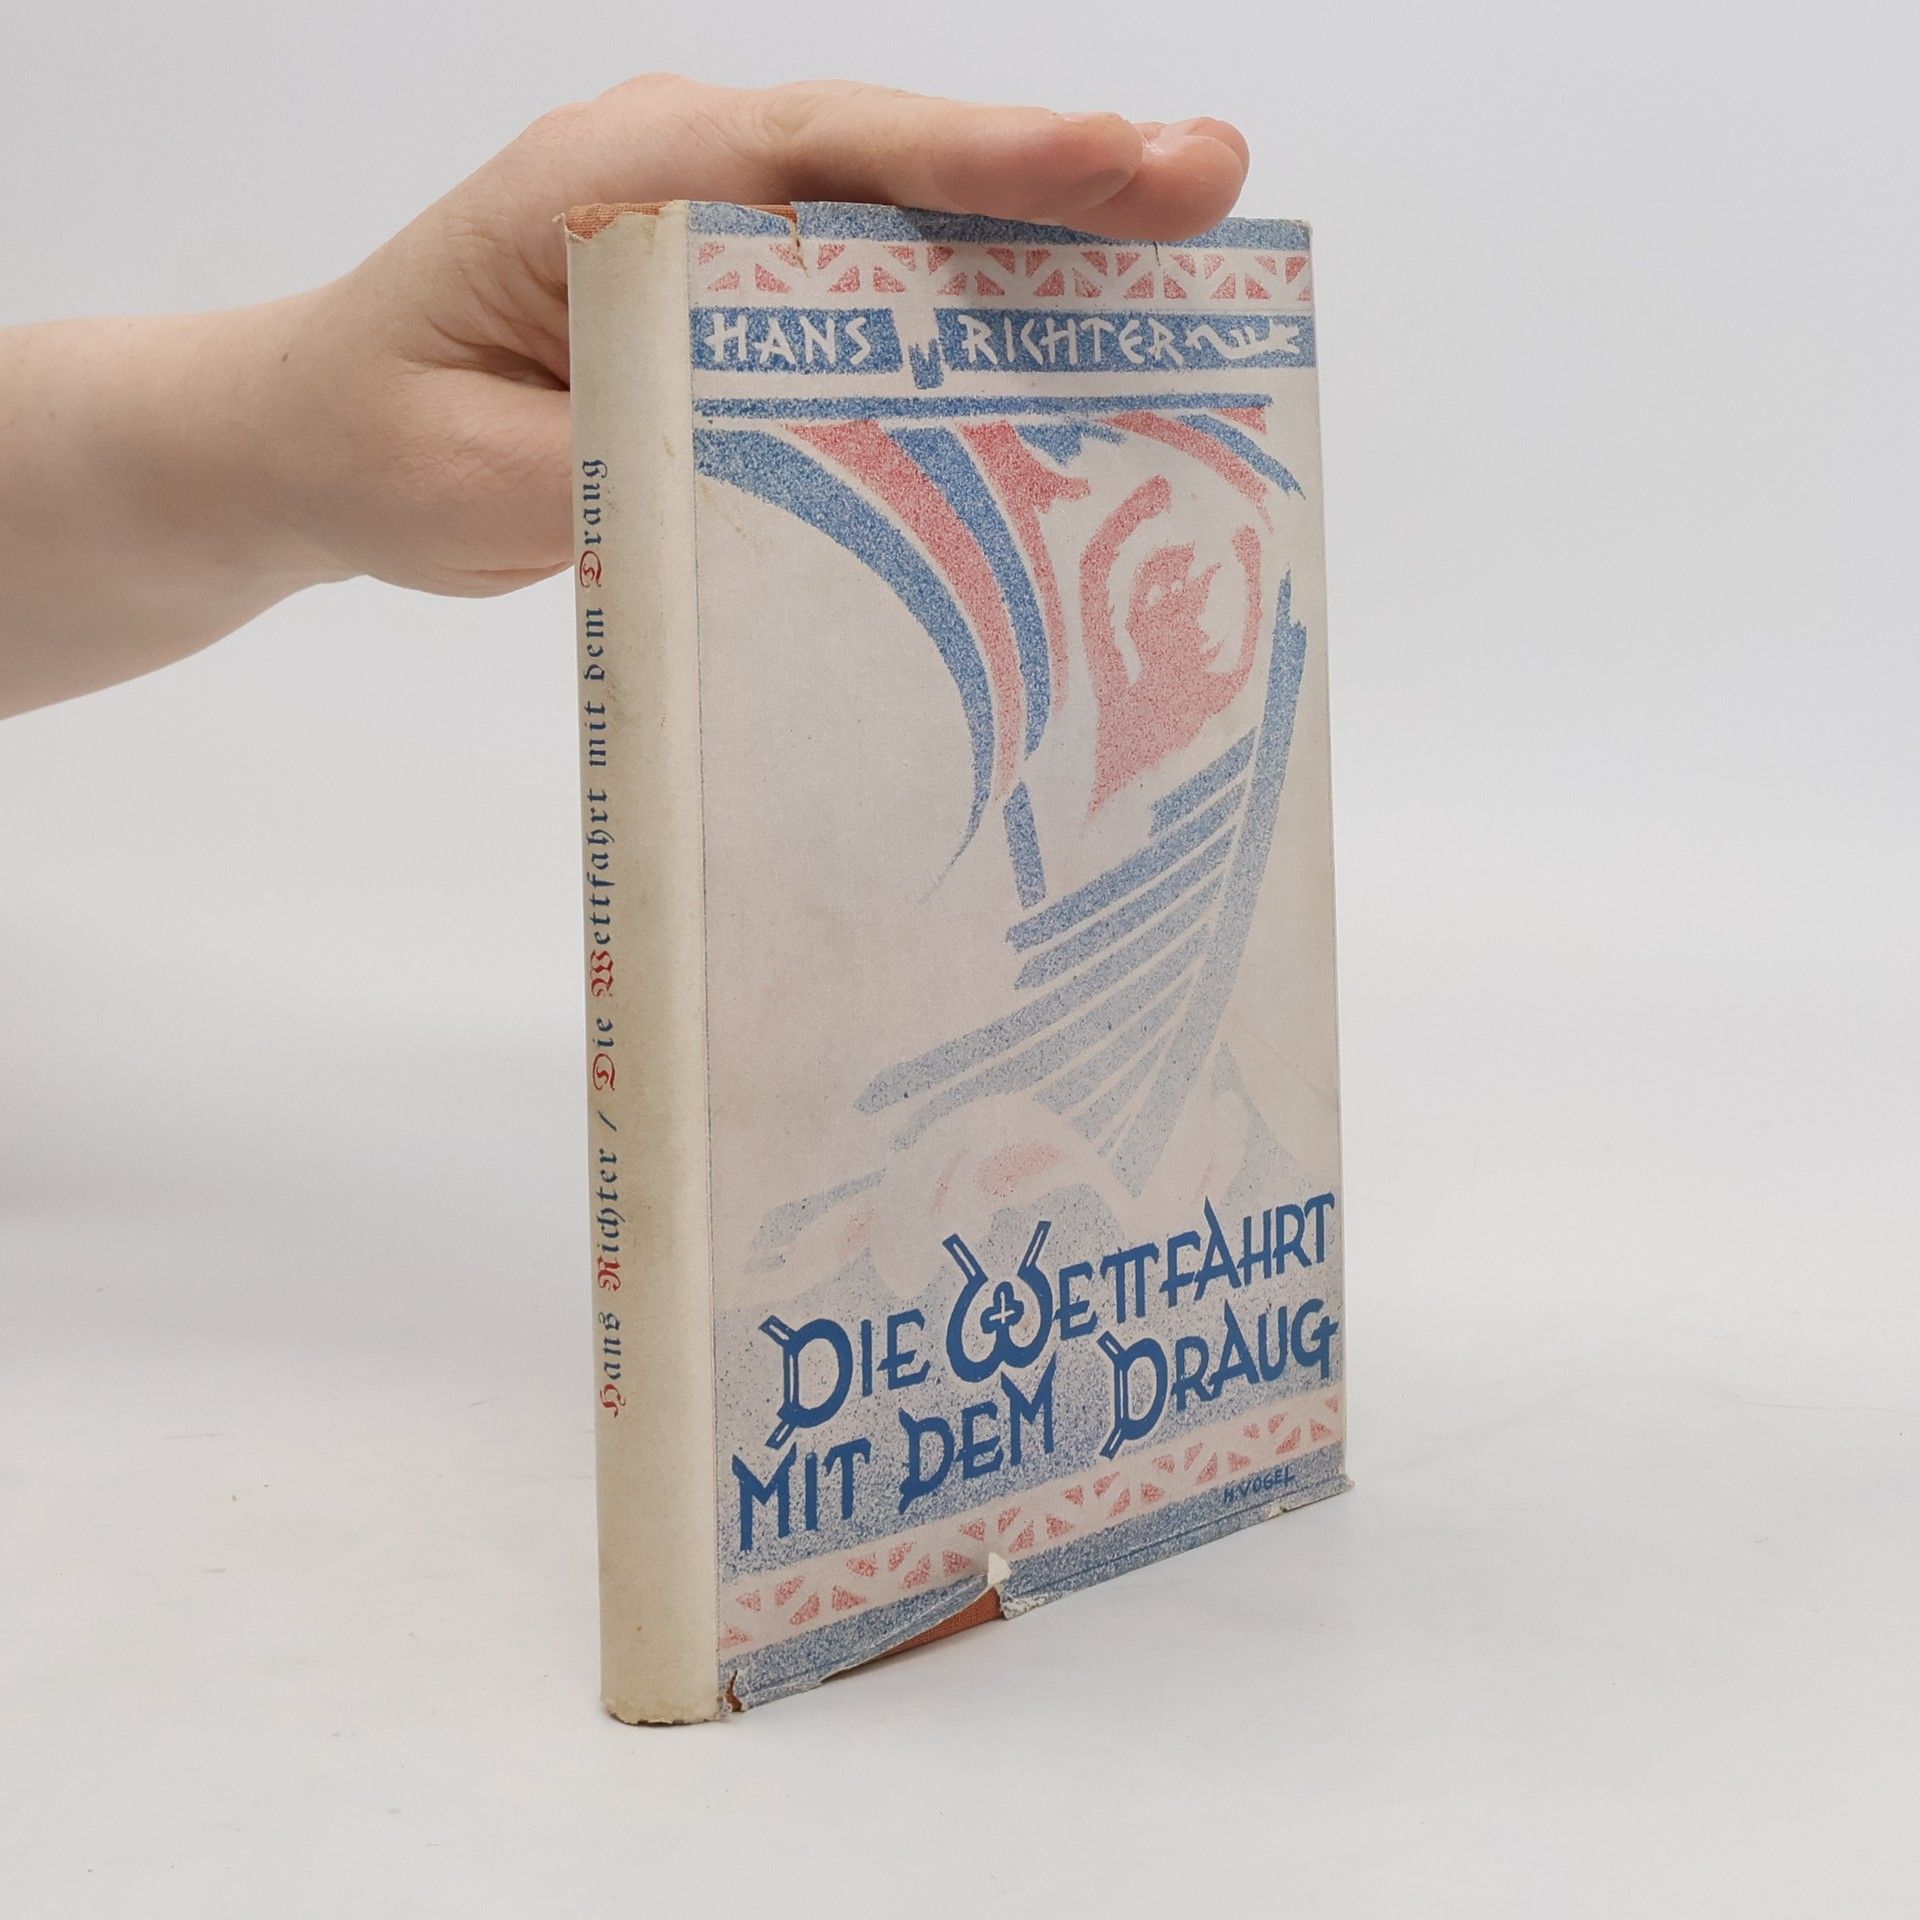 HANS RICHTER
DIE WETTFAHRT
MIT DEM DRAUG
H. VOGEL
Hans Richter / Die Wettfahrt mit dem Draug